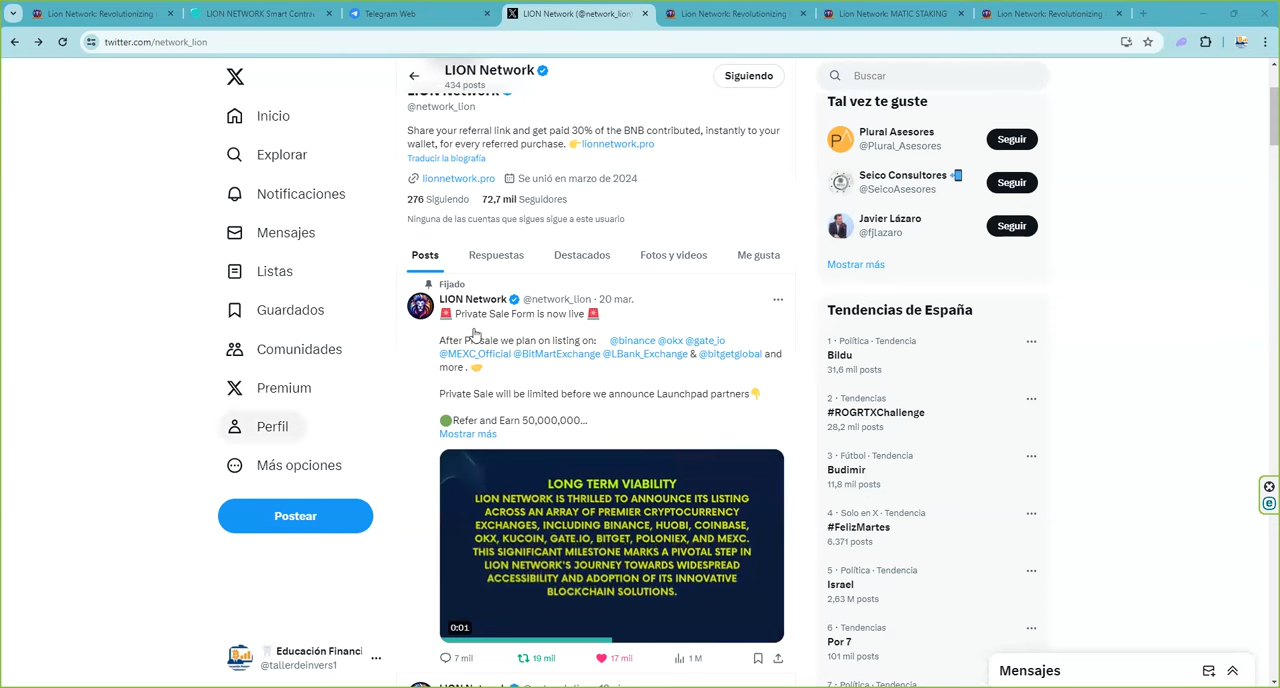 Lion Network: Revolutionizing
LION NETWORK Smart Contra
Telegram Web
LION Network (@network_lion)
Lion Network: Revolutionizing
Lion Network: MATIC STAKING
Lion Network: Revolutionizing
twitter.com/network_lion
Inicio
Explorar
Notificaciones
Mensajes
Listas
Guardados
Comunidades
Premium
Perfil
Más opciones
Postear
Educación Financi
@tallerdeinvers1
LION Network
434 posts
Siguiendo
LION Network
@network_lion
Share your referral link and get paid 30% of the BNB contributed, instantly to your
wallet, for every referred purchase. 👉lionnetwork.pro
Traducir la biografía
lionnetwork.pro Se unió en marzo de 2024
276 Siguiendo 72,7 mil Seguidores
Ninguna de las cuentas que sigues sigue a este usuario
Posts Respuestas Destacados Fotos y videos Me gusta
Fijado
LION Network @network_lion · 20 mar.
🚨 Private Sale Form is now live 🚨
After sale we plan on listing on: @binance @okx @gate_io
@MEXC_Official @BitMartExchange @LBank_Exchange & @bitgetglobal and
more . 🤝
Private Sale will be limited before we announce Launchpad partners👇
🟢Refer and Earn 50,000,000...
Mostrar más
LONG TERM VIABILITY
LION NETWORK IS THRILLED TO ANNOUNCE ITS LISTING
ACROSS AN ARRAY OF PREMIER CRYPTOCURRENCY
EXCHANGES, INCLUDING BINANCE, HUOBI, COINBASE,
OKX, KUCOIN, GATE.IO, BITGET, POLONIEX, AND MEXC.
THIS SIGNIFICANT MILESTONE MARKS A PIVOTAL STEP IN
LION NETWORK'S JOURNEY TOWARDS WIDESPREAD
ACCESSIBILITY AND ADOPTION OF ITS INNOVATIVE
BLOCKCHAIN SOLUTIONS.
0:01
7 mil 19 mil 17 mil 1 M
Buscar
Tal vez te guste
Plural Asesores
@Plural_Asesores
Seguir
Seico Consultores
@SeicoAsesores
Seguir
Javier Lázaro
@fjlazaro
Seguir
Mostrar más
Tendencias de España
1 · Política · Tendencia
Bildu
31,6 mil posts
2 · Tendencias
#ROGRTXChallenge
28,2 mil posts
3 · Fútbol · Tendencia
Budimir
11,8 mil posts
4 · Solo en X · Tendencia
#FelizMartes
6.371 posts
5 · Política · Tendencia
Israel
2,63 M posts
6 · Tendencias
Por 7
101 mil posts
Mensajes